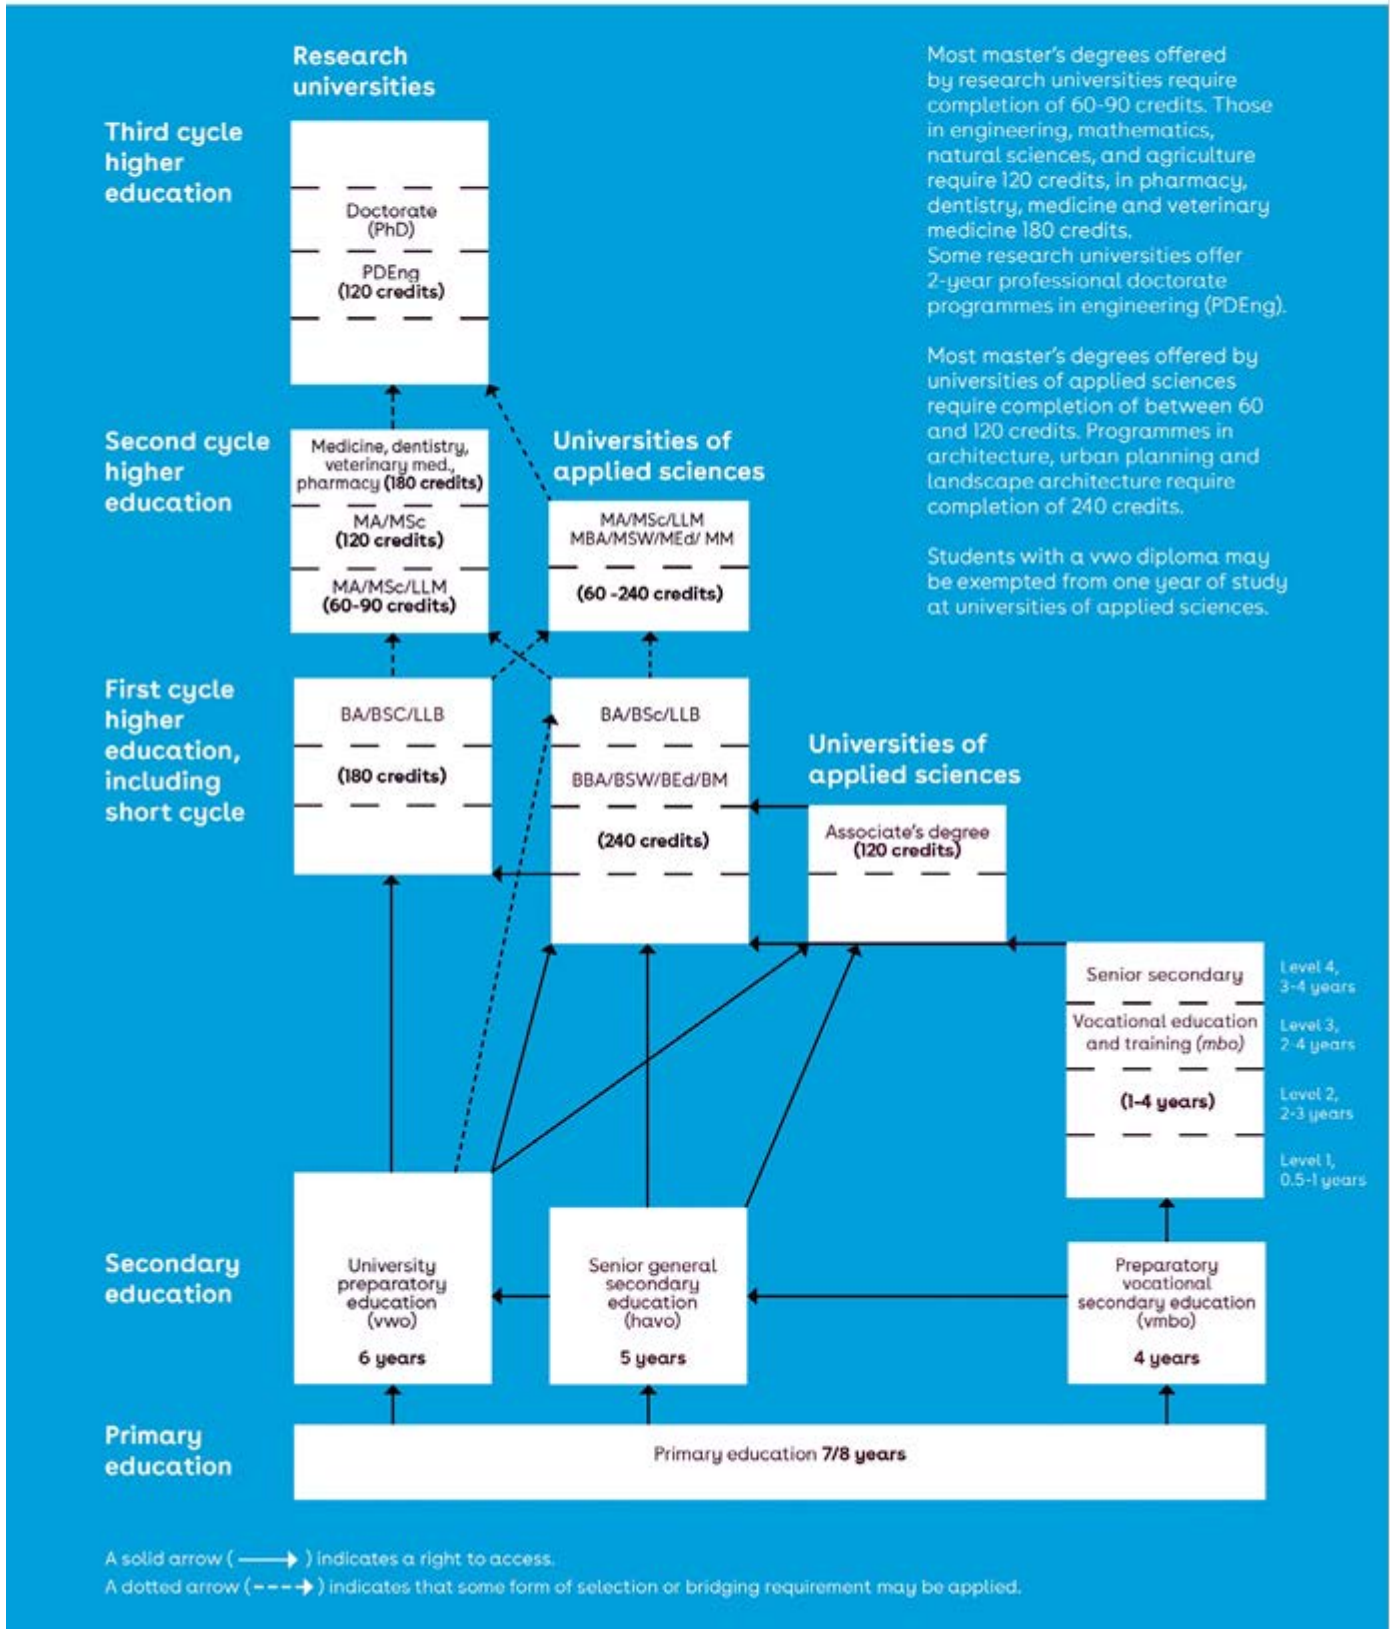 Research
universities
Most master's degrees offered
by research universities require
completion of 60-90 credits. Those
in engineering, mathematics,
natural sciences, and agriculture
require 120 credits, in pharmacy,
dentistry, medicine and veterinary
medicine 180 credits.
Some research universities offer
2-year professional doctorate
programmes in engineering (PDEng).
Most master's degrees offered by
universities of applied sciences
require completion of between 60
and 120 credits. Programmes in
architecture, urban planning and
landscape architecture require
completion of 240 credits.
Students with a vwo diploma may
be exempted from one year of study
at universities of applied sciences.
Third cycle
higher
education
Doctorate
(PhD)
PDEng
(120 credits)
Second cycle
higher
education
Medicine, dentistry,
veterinary med.,
pharmacy (180 credits)
MA/MSc
(120 credits)
MA/MSc/LLM
(60-90 credits)
Universities of
applied sciences
MA/MSc/LLM
MBA/MSW/MEd/ MM
(60 -240 credits)
First cycle
higher
education,
including
short cycle
BA/BSC/LLB
(180 credits)
BA/BSc/LLB
BBA/BSW/BEd/BM
(240 credits)
Universities of
applied sciences
Associate's degree
(120 credits)
Senior secondary
Vocational education
and training (mbo)
(1-4 years)
Level 4,
3-4 years
Level 3,
2-4 years
Level 2,
2-3 years
Level 1,
0.5-1 years
Secondary
education
University
preparatory
education
(vwo)
6 years
Senior general
secondary
education
(havo)
5 years
Preparatory
vocational
secondary education
(vmbo)
4 years
Primary
education
Primary education 7/8 years
A solid arrow ( ) indicates a right to access.
A dotted arrow ( ) indicates that some form of selection or bridging requirement may be applied.